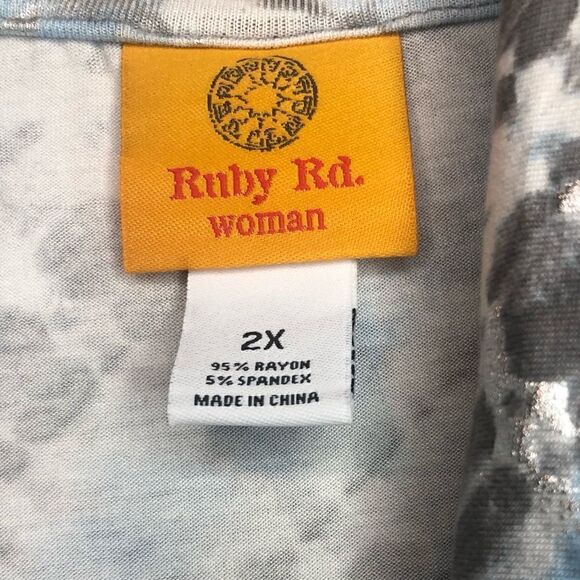 Ruby Rd.
woman
2X
95% RAYON
5% SPANDEX
MADE IN CHINA